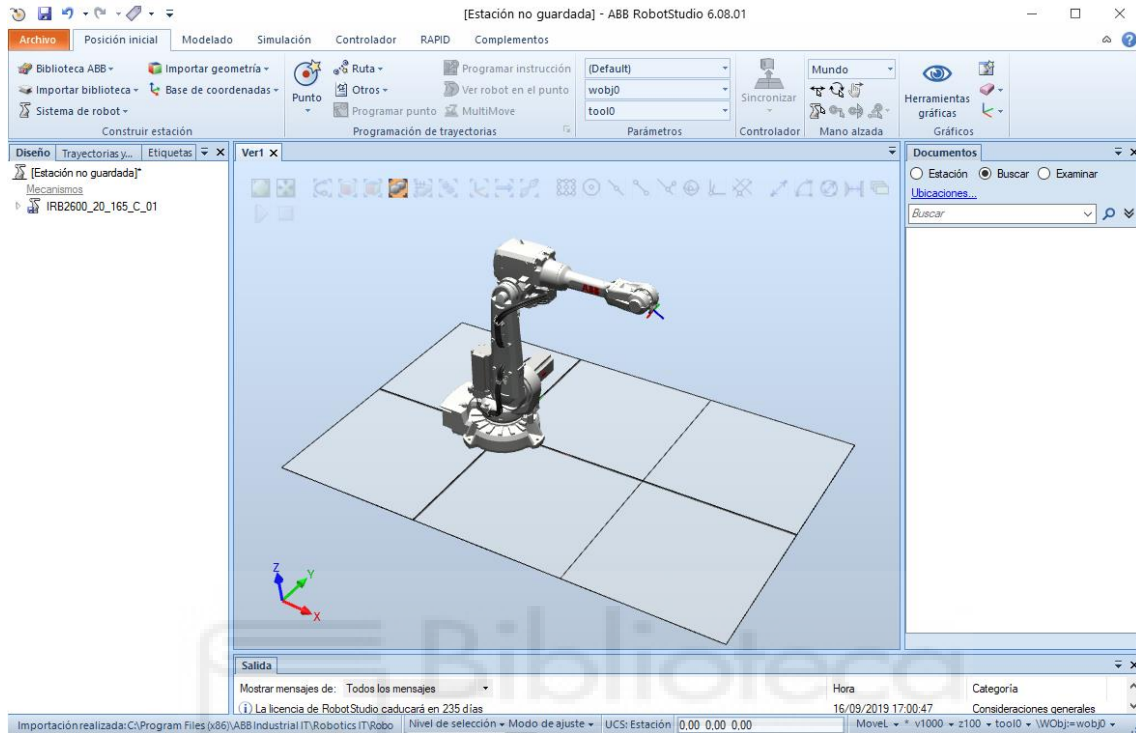 [Estación no guardada] - ABB RobotStudio 6.08.01
Archivo Posición inicial Modelado Simulación Controlador RAPID Complementos
Biblioteca ABB
Importar biblioteca
Sistema de robot
Importar geometría
Base de coordenadas
Construir estación
Punto
Ruta
Otros
Programar punto
Programar instrucción
Ver robot en el punto
MultiMove
Programación de trayectorias
(Default)
wobj0
tool0
Parámetros
Sincronizar
Controlador
Mundo
Mano alzada
Herramientas
gráficas
Gráficos
Diseño Trayectorias y... Etiquetas
[Estación no guardada]*
Mecanismos
IRB2600_20_165_C_01
Ver1
ABB
Z
Y
X
Documentos
Estación Buscar Examinar
Ubicaciones...
Buscar
Biblioteca
Salida
Mostrar mensajes de: Todos los mensajes Hora Categoría
La licencia de RobotStudio caducará en 235 días 16/09/2019 17:00:47 Consideraciones generales
Importación realizada: C:\Program Files (x86)\ABB Industrial IT\Robotics IT\Robo Nivel de selección Modo de ajuste UCS: Estación 0,00 0,00 0,00 MoveL * v1000 z100 tool0 \WObj:=wobj0